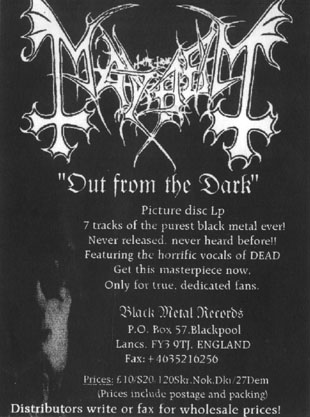 MAYHEM
"Out from the Dark"
Picture disc Lp
7 tracks of the purest black metal ever!
Never released, never heard before!!
Featuring the horrific vocals of DEAD
Get this masterpiece now.
Only for true, dedicated fans.
Black Metal Records
P.O. Box 57,Blackpool
Lancs. FY3 9TJ, ENGLAND
Fax: +4635216256
Prices: £10/$20/120Skr.Nok.Dkr/27Dem
(Prices include postage and packing)
Distributors write or fax for wholesale prices!